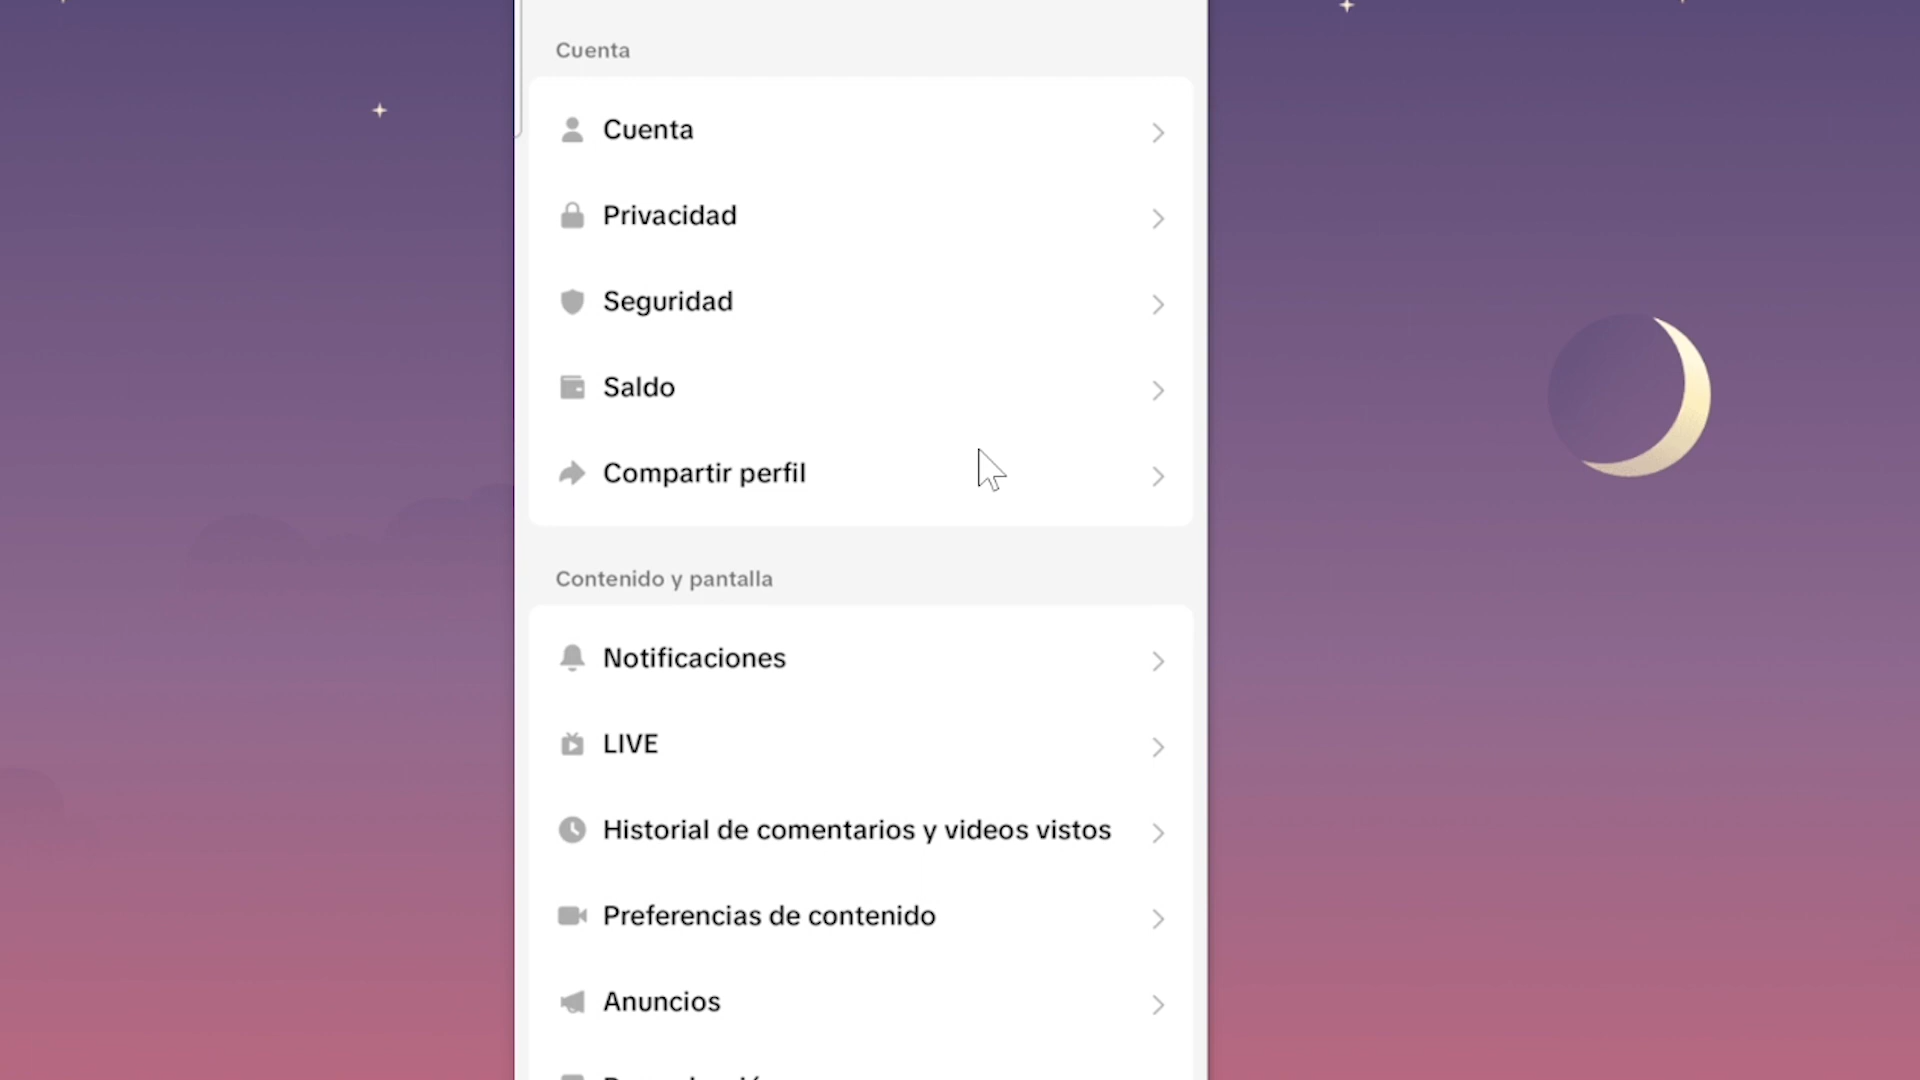 Cuenta
Cuenta
Privacidad
Seguridad
Saldo
Compartir perfil
Contenido y pantalla
Notificaciones
LIVE
Historial de comentarios y videos vistos
Preferencias de contenido
Anuncios